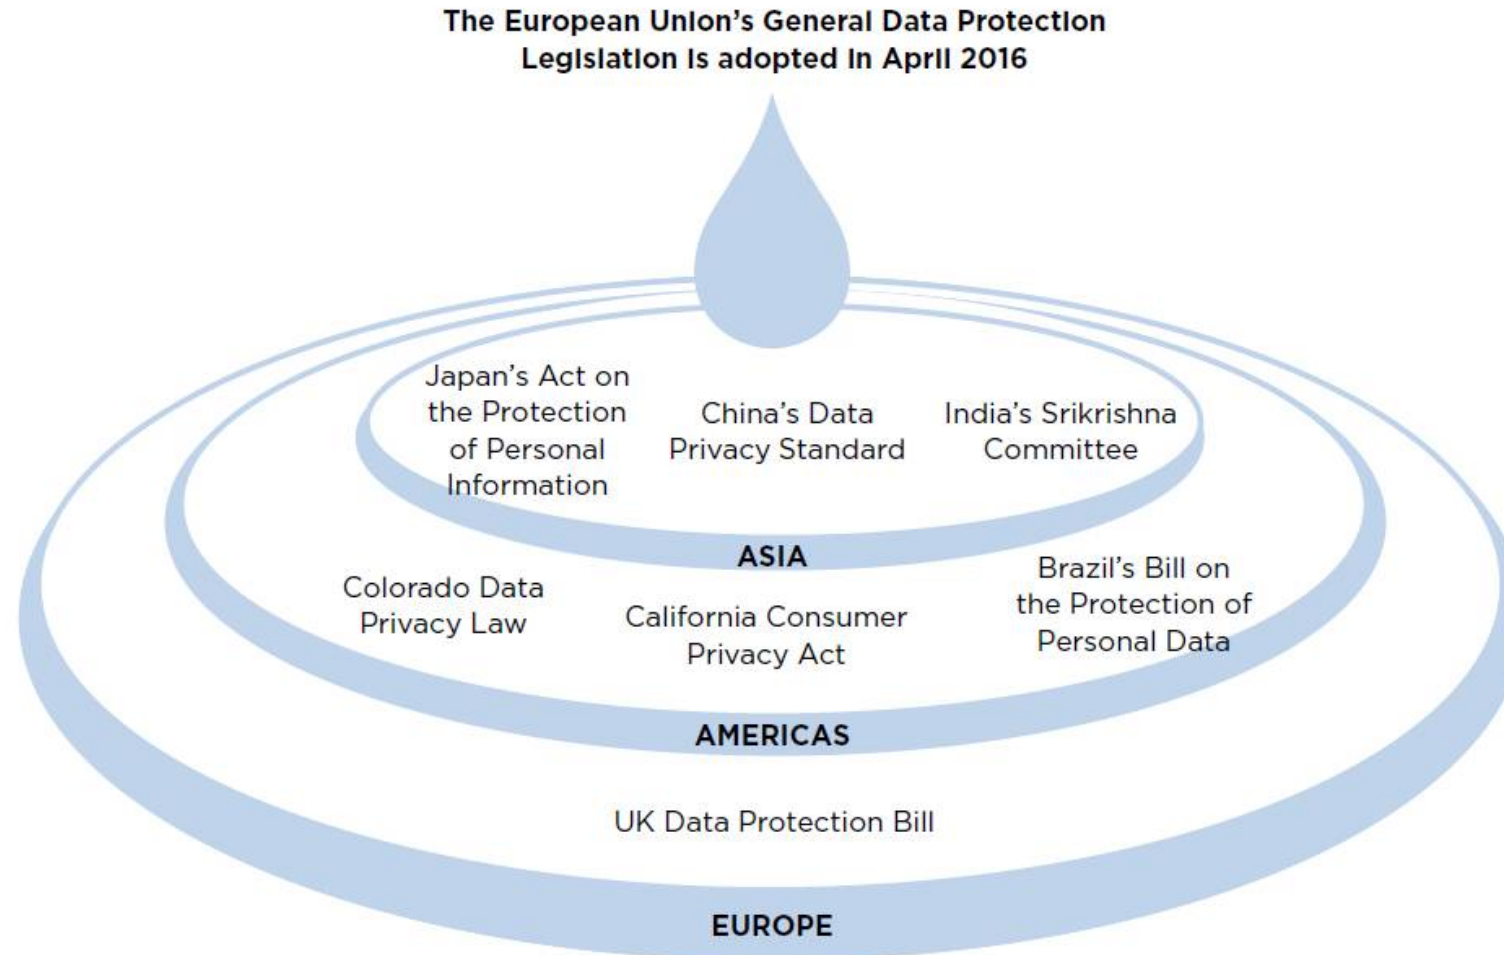 The European Union's General Data Protection
Legislation is adopted in April 2016
Japan's Act on
the Protection
of Personal
Information
China's Data
Privacy Standard
India's Srikrishna
Committee
ASIA
Colorado Data
Privacy Law
California Consumer
Privacy Act
Brazil's Bill on
the Protection of
Personal Data
AMERICAS
UK Data Protection Bill
EUROPE